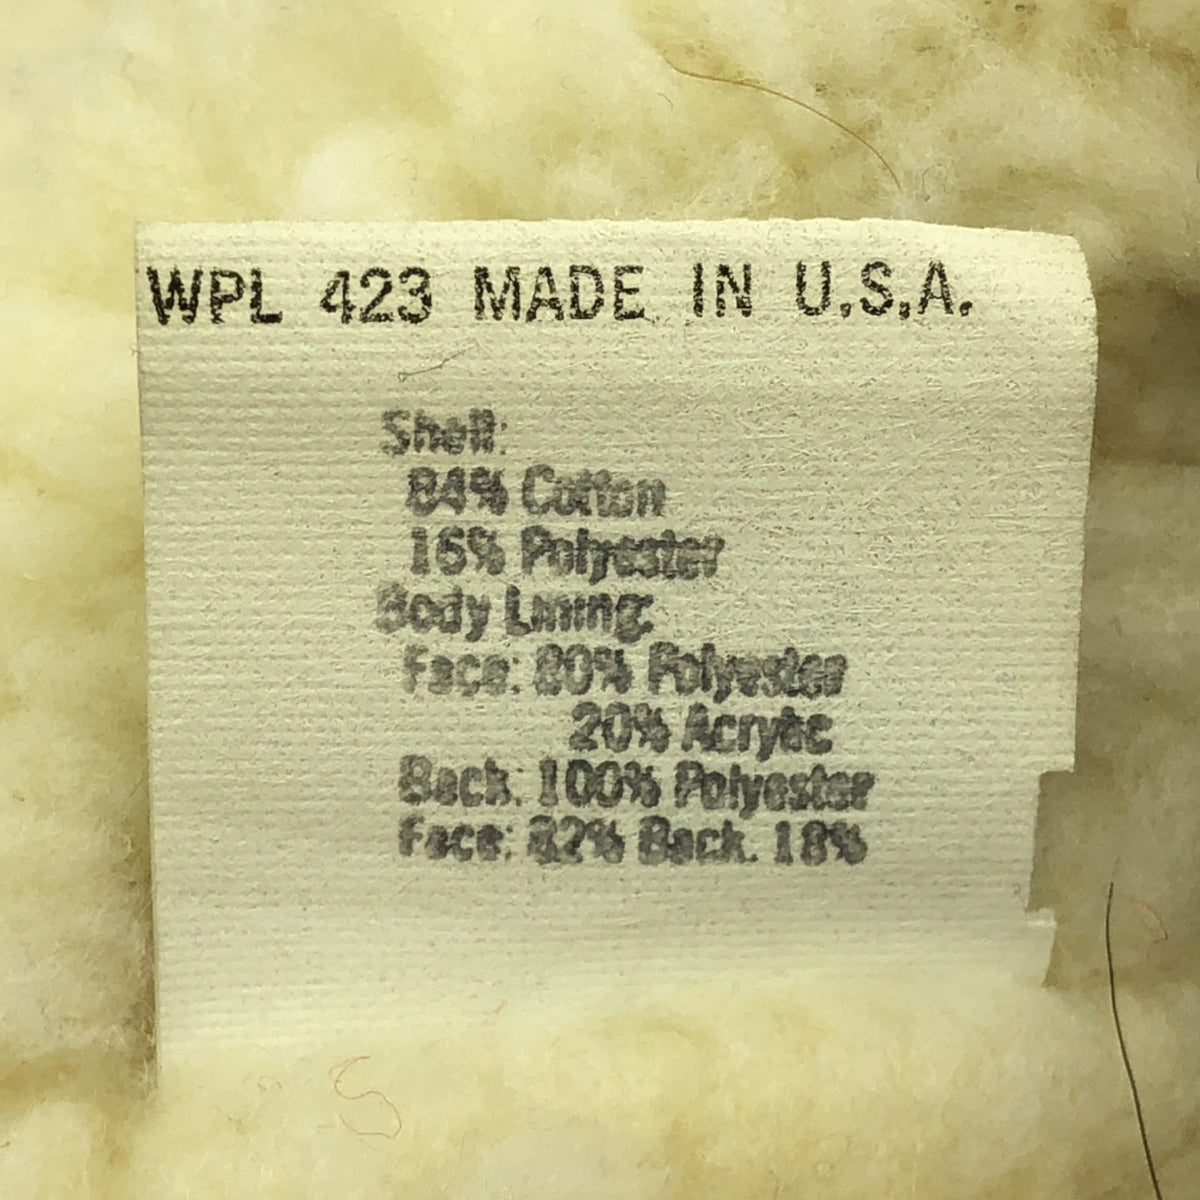 WPL 423 MADE IN U.S.A.
Shell:
84% Cotton
16% Polyester
Body Lining:
Face: 80% Polyester
20% Acrylic
Back: 100% Polyester
Face: 82% Back: 18%